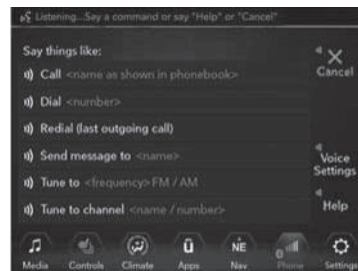 Listening...Say a command or say "Help" or "Cancel"
Say things like:
Call <name as shown in phonebook>
Cancel
Dial <number>
Redial (last outgoing call)
Send message to <name>
Voice
Settings
Tune to <frequency> FM / AM
Tune to channel <name / number>
Help
Media
Controls
Climate
Ü
Apps
NE
Nav
Phone
Settings